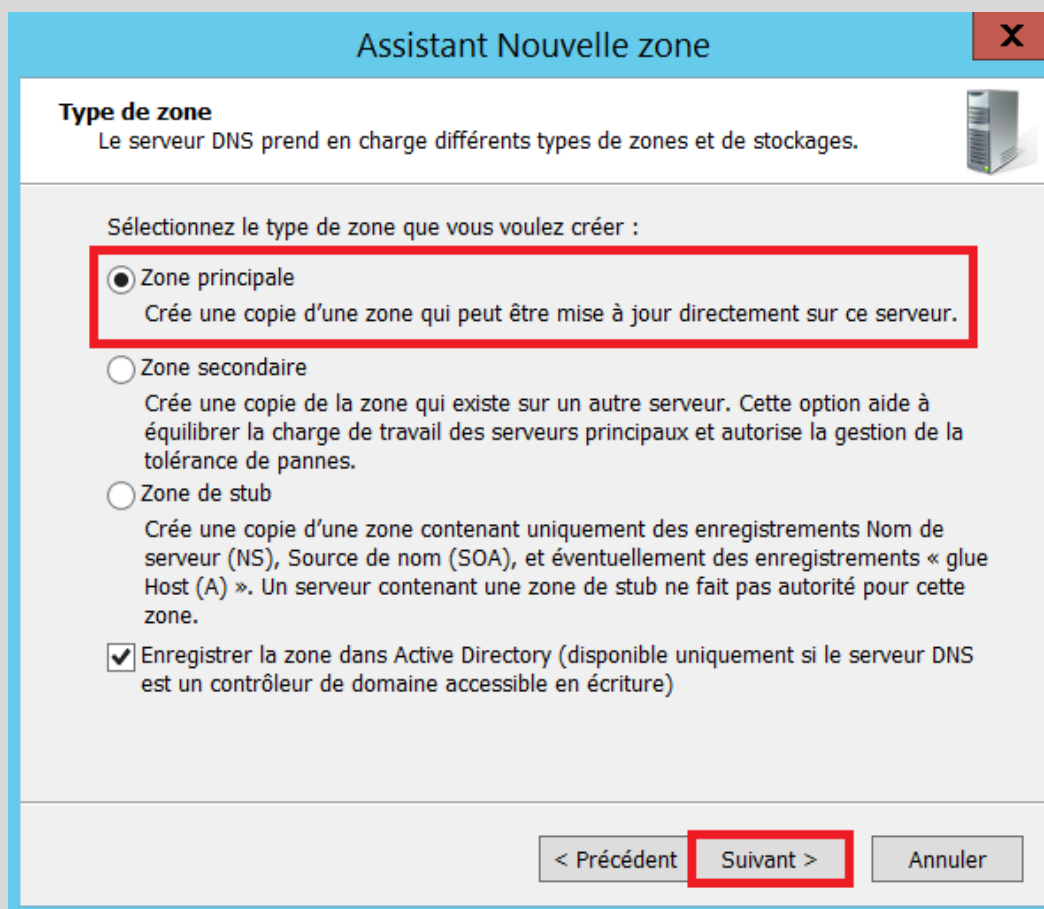 Assistant Nouvelle zone
X
Type de zone
Le serveur DNS prend en charge différents types de zones et de stockages.
Sélectionnez le type de zone que vous voulez créer :
Zone principale
Crée une copie d’une zone qui peut être mise à jour directement sur ce serveur.
Zone secondaire
Crée une copie de la zone qui existe sur un autre serveur. Cette option aide à
équilibrer la charge de travail des serveurs principaux et autorise la gestion de la
tolérance de pannes.
Zone de stub
Crée une copie d’une zone contenant uniquement des enregistrements Nom de
serveur (NS), Source de nom (SOA), et éventuellement des enregistrements « glue
Host (A) ». Un serveur contenant une zone de stub ne fait pas autorité pour cette
zone.
Enregistrer la zone dans Active Directory (disponible uniquement si le serveur DNS
est un contrôleur de domaine accessible en écriture)
< Précédent Suivant > Annuler